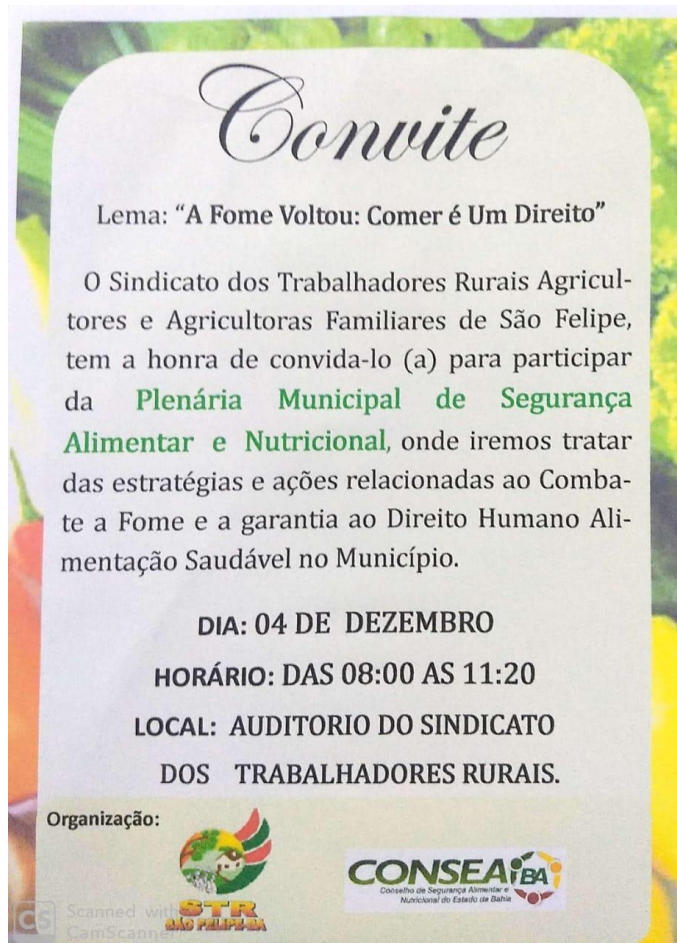 Convite
Lema: “A Fome Voltou: Comer é Um Direito”
O Sindicato dos Trabalhadores Rurais Agricul-
tores e Agricultoras Familiares de São Felipe,
tem a honra de convida-lo (a) para participar
da Plenária Municipal de Segurança
Alimentar e Nutricional, onde iremos tratar
das estratégias e ações relacionadas ao Comba-
te a Fome e a garantia ao Direito Humano Ali-
mentação Saudável no Município.
DIA: 04 DE DEZEMBRO
HORÁRIO: DAS 08:00 AS 11:20
LOCAL: AUDITORIO DO SINDICATO
DOS TRABALHADORES RURAIS.
Organização:
STR
SÃO FELIPE-BA
CONSEA BA
Conselho de Segurança Alimentar e
Nutricional do Estado da Bahia
CS Scanned with
CamScanner